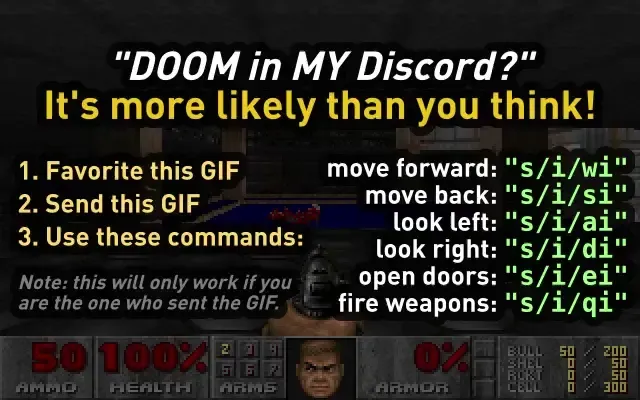 "DOOM in MY Discord?"
It's more likely than you think!
1. Favorite this GIF
2. Send this GIF
3. Use these commands:
Note: this will only work if you
are the one who sent the GIF.
move forward: "s/i/wi"
move back: "s/i/si"
look left: "s/i/ai"
look right: "s/i/di"
open doors: "s/i/ei"
fire weapons: "s/i/qi"
50 100% 2 3 4 0%
5 6 7
AMMO HEALTH ARMS ARMOR
BULL 50 / 200
SHEL 0 / 50
RCKT 0 / 50
CELL 0 / 300